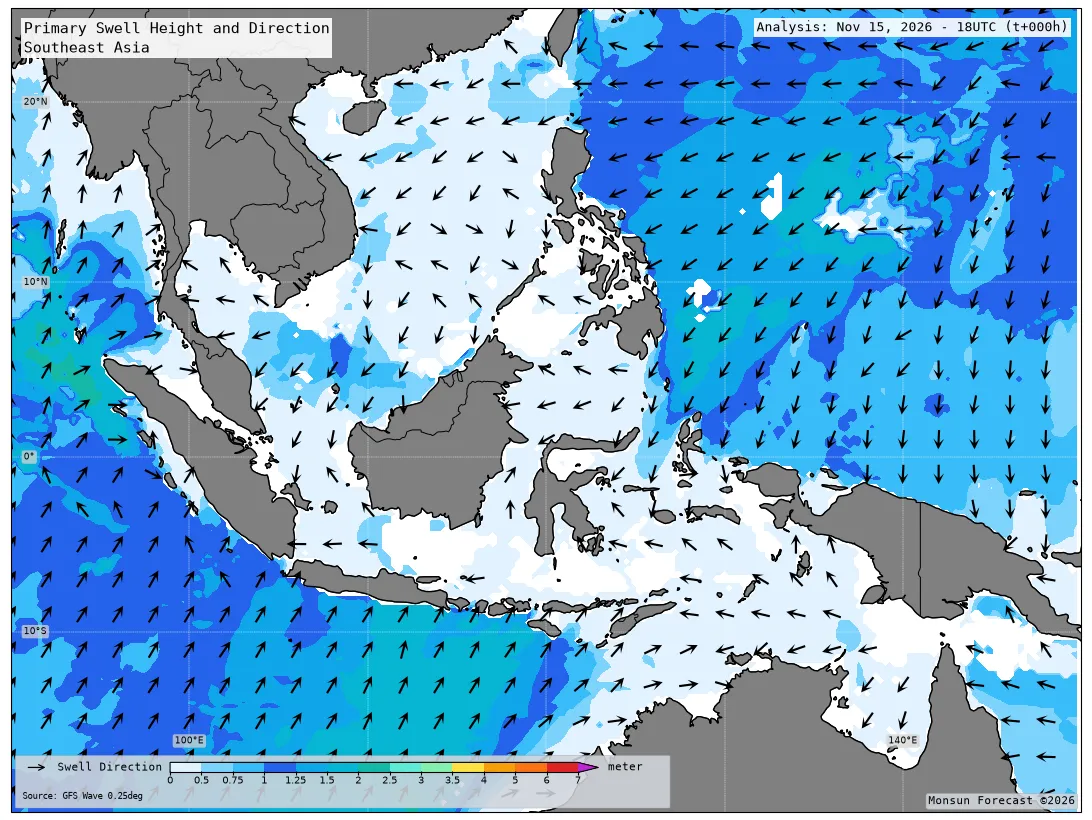 Primary Swell Height and Direction
Southeast Asia
Analysis: Nov 15, 2026 - 18UTC (t+000h)
20°N
10°N
0°
10°S
100°E
140°E
Swell Direction
0 0.5 0.75 1 1.25 1.5 2 2.5 3 3.5 4 5 6 7
meter
Source: GFS Wave 0.25deg
Monsun Forecast ©2026